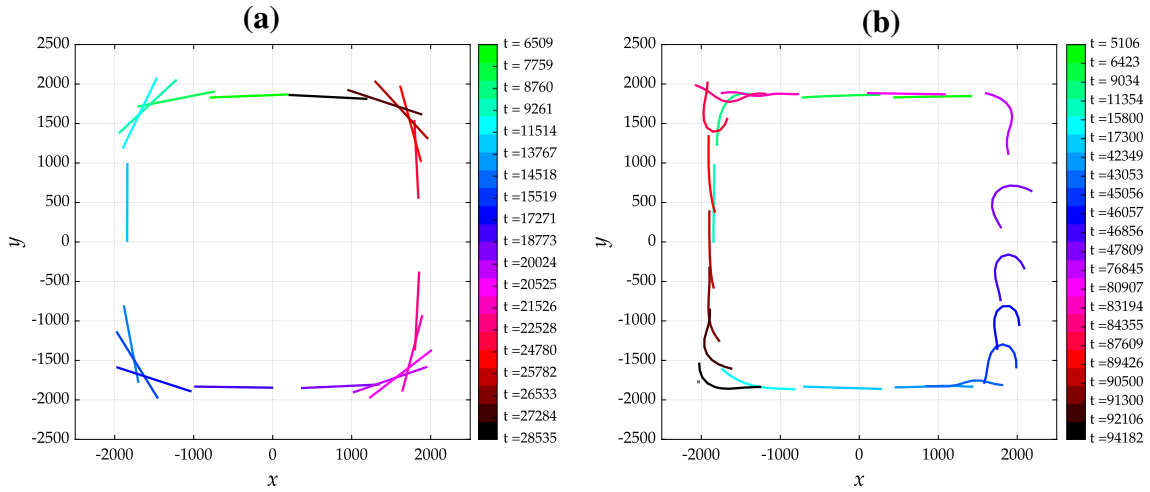 (a)
2500
2000
1500
1000
500
0
-500
-1000
-1500
-2000
-2500
y
-2000
-1000
0
1000
2000
x
t = 6509
t = 7759
t = 8760
t = 9261
t =11514
t =13767
t =14518
t =15519
t =17271
t =18773
t =20024
t =20525
t =21526
t =22528
t =24780
t =25782
t =26533
t =27284
t =28535
(b)
2500
2000
1500
1000
500
0
-500
-1000
-1500
-2000
-2500
y
-2000
-1000
0
1000
2000
x
t = 5106
t = 6423
t = 9034
t =11354
t =15800
t =17300
t =42349
t =43053
t =45056
t =46057
t =46856
t =47809
t =76845
t =80907
t =83194
t =84355
t =87609
t =89426
t =90500
t =91300
t =92106
t =94182